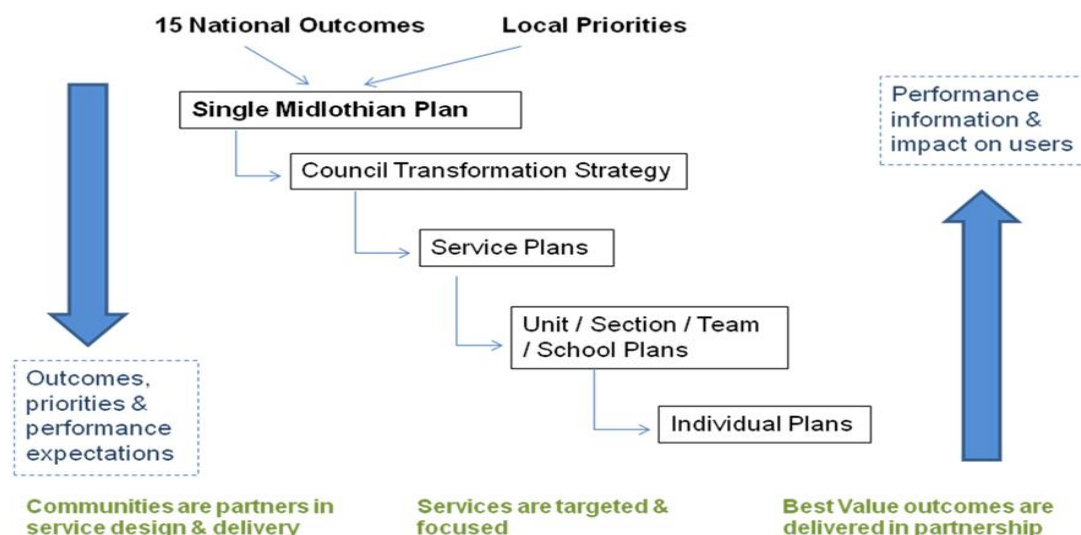 15 National Outcomes
Local Priorities
Single Midlothian Plan
Performance
information &
impact on users
Council Transformation Strategy
Service Plans
Unit / Section / Team
/ School Plans
Outcomes,
priorities &
performance
expectations
Individual Plans
Communities are partners in
service design & delivery
Services are targeted &
focused
Best Value outcomes are
delivered in partnership